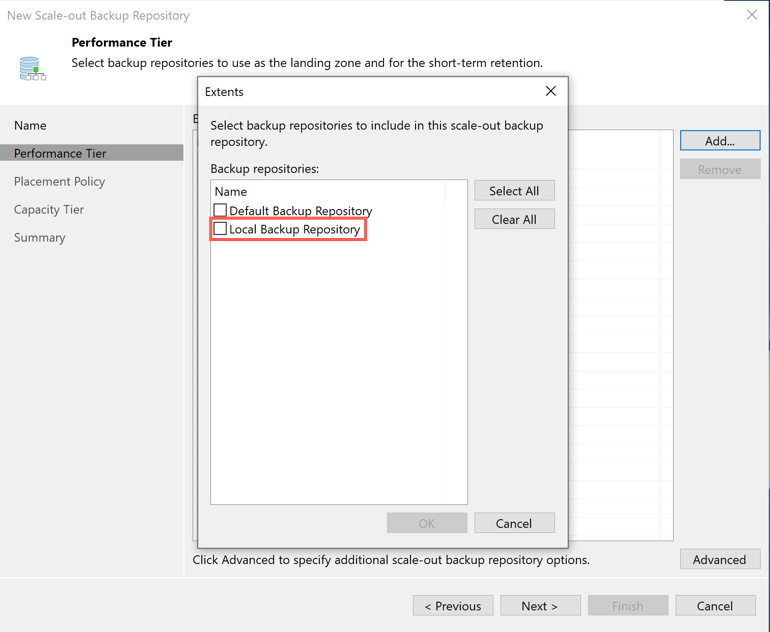 New Scale-out Backup Repository
Performance Tier
Select backup repositories to use as the landing zone and for the short-term retention.
Name
Performance Tier
Placement Policy
Capacity Tier
Summary
Extents
Select backup repositories to include in this scale-out backup
repository.
Backup repositories:
Name
Default Backup Repository
Local Backup Repository
Select All
Clear All
OK
Cancel
Add...
Remove
Click Advanced to specify additional scale-out backup repository options.
Advanced
< Previous
Next >
Finish
Cancel